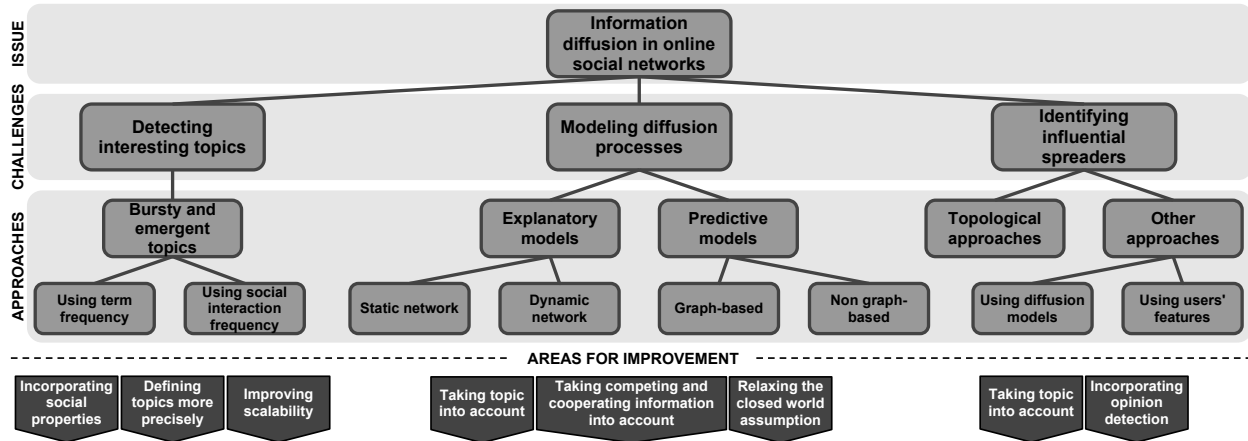 ISSUE
Information
diffusion in online
social networks
CHALLENGES
Detecting
interesting topics
Modeling diffusion
processes
Identifying
influential
spreaders
APPROACHES
Bursty and
emergent
topics
Explanatory
models
Predictive
models
Topological
approaches
Other
approaches
Using term
frequency
Using social
interaction
frequency
Static network
Dynamic
network
Graph-based
Non graph-
based
Using diffusion
models
Using users'
features
AREAS FOR IMPROVEMENT
Incorporating
social
properties
Defining
topics more
precisely
Improving
scalability
Taking topic
into account
Taking competing and
cooperating information
into account
Relaxing the
closed world
assumption
Taking topic
into account
Incorporating
opinion
detection